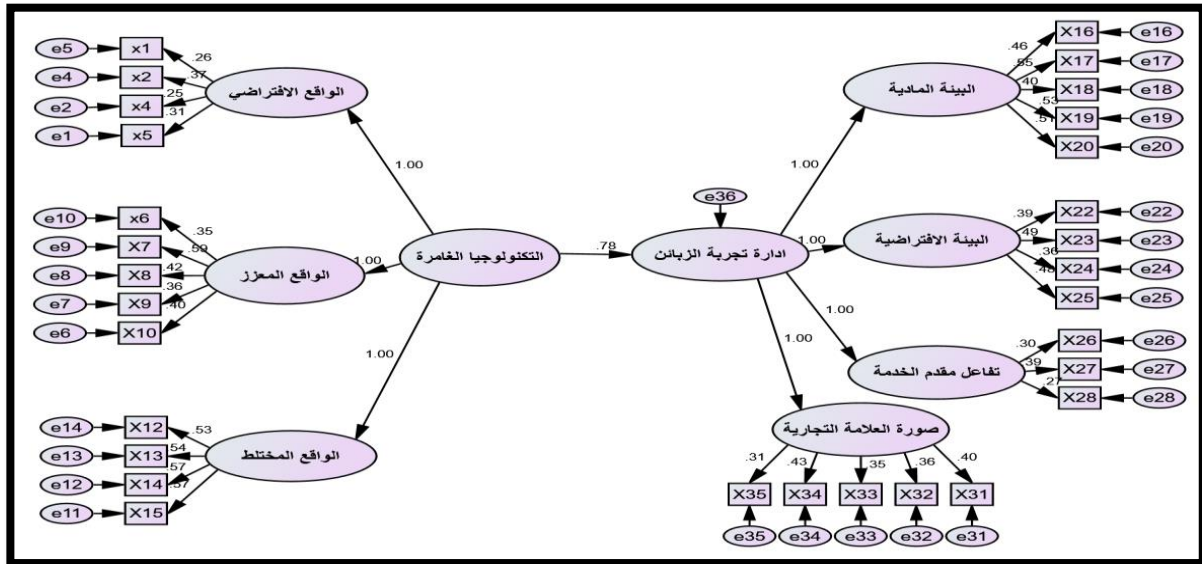 e5 x1 .26
e4 x2 .37
e2 x4 .25
e1 x5 .31
الواقع الافتراضي
1.00
e10 x6 .35
e9 X7 .59
e8 X8 .42
e7 X9 .36
e6 X10 .40
الواقع المعزز
1.00
التكنولوجيا الغامرة
1.00
e14 X12 .53
e13 X13 .54
e12 X14 .57
e11 X15 .57
الواقع المختلط
.78
e36
ادارة تجربة الزبائن
1.00
البيئة المادية
.46 X16 e16
.55 X17 e17
.40 X18 e18
.53 X19 e19
.51 X20 e20
1.00
البيئة الافتراضية
.39 X22 e22
.49 X23 e23
.36 X24 e24
.48 X25 e25
1.00
تفاعل مقدم الخدمة
.30 X26 e26
.39 X27 e27
.27 X28 e28
1.00
صورة العلامة التجارية
.31 .43 .35 .36 .40
X35 X34 X33 X32 X31
e35 e34 e33 e32 e31